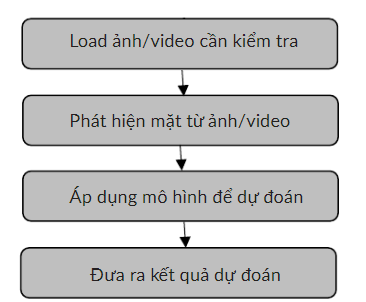 Load ảnh/video cần kiểm tra
Phát hiện mặt từ ảnh/video
Áp dụng mô hình để dự đoán
Đưa ra kết quả dự đoán